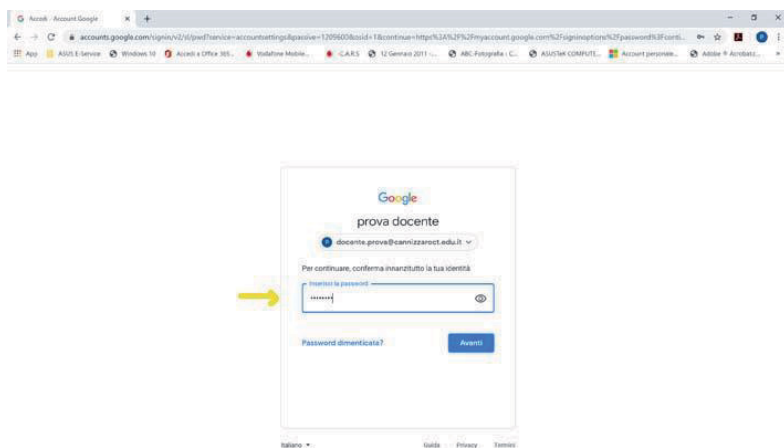 Accedi - Account Google
accounts.google.com/signin/v2/sl/pwd?service=accountsettings&passive=1209600&osid=1&continue=https%3A%2F%2Fmyaccount.google.com%2Fsigninoptions%2Fpassword%3Fconti...
App ASUS E-Service Windows 10 Accedi a Office 365... Vodafone Mobile... C.A.R.S 12 Gennaio 2011 -... ABC-Fotografia : C... ASUSTeK COMPUTE... Account personale... Adobe Acrobat...
Google
prova docente
docente.prova@cannizzaroct.edu.it
Per continuare, conferma innanzitutto la tua identità
Inserisci la password
••••••••
Password dimenticata? Avanti
Italiano Guida Privacy Termini